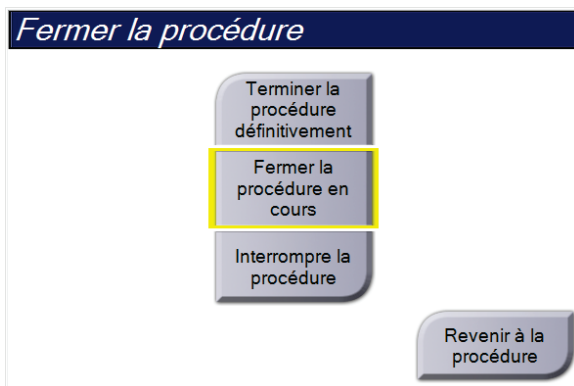 Fermer la procédure
Terminer la
procédure
définitivement
Fermer la
procédure en
cours
Interrompre la
procédure
Revenir à la
procédure